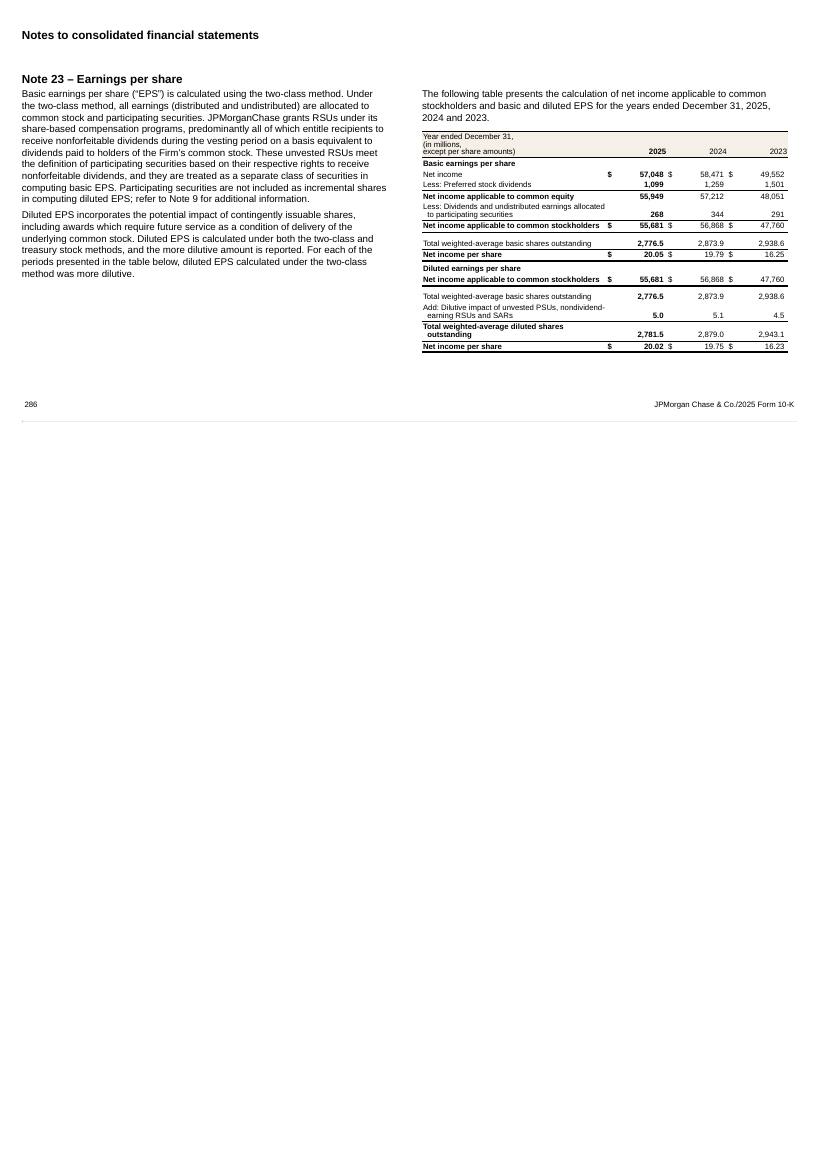 Notes to consolidated financial statements
Note 23 – Earnings per share
Basic earnings per share (“EPS”) is calculated using the two-class method. Under
the two-class method, all earnings (distributed and undistributed) are allocated to
common stock and participating securities. JPMorganChase grants RSUs under its
share-based compensation programs, predominantly all of which entitle recipients to
receive nonforfeitable dividends during the vesting period on a basis equivalent to
dividends paid to holders of the Firm’s common stock. These unvested RSUs meet
the definition of participating securities based on their respective rights to receive
nonforfeitable dividends, and they are treated as a separate class of securities in
computing basic EPS. Participating securities are not included as incremental shares
in computing diluted EPS; refer to Note 9 for additional information.
Diluted EPS incorporates the potential impact of contingently issuable shares,
including awards which require future service as a condition of delivery of the
underlying common stock. Diluted EPS is calculated under both the two-class and
treasury stock methods, and the more dilutive amount is reported. For each of the
periods presented in the table below, diluted EPS calculated under the two-class
method was more dilutive.
The following table presents the calculation of net income applicable to common
stockholders and basic and diluted EPS for the years ended December 31, 2025,
2024 and 2023.
Year ended December 31,
(in millions,
except per share amounts) 2025 2024 2023
Basic earnings per share
Net income $ 57,048 $ 58,471 $ 49,552
Less: Preferred stock dividends 1,099 1,259 1,501
Net income applicable to common equity 55,949 57,212 48,051
Less: Dividends and undistributed earnings allocated
to participating securities 268 344 291
Net income applicable to common stockholders $ 55,681 $ 56,868 $ 47,760
Total weighted-average basic shares outstanding 2,776.5 2,873.9 2,938.6
Net income per share $ 20.05 $ 19.79 $ 16.25
Diluted earnings per share
Net income applicable to common stockholders $ 55,681 $ 56,868 $ 47,760
Total weighted-average basic shares outstanding 2,776.5 2,873.9 2,938.6
Add: Dilutive impact of unvested PSUs, nondividend-
earning RSUs and SARs 5.0 5.1 4.5
Total weighted-average diluted shares
outstanding 2,781.5 2,879.0 2,943.1
Net income per share $ 20.02 $ 19.75 $ 16.23
286 JPMorgan Chase & Co./2025 Form 10-K